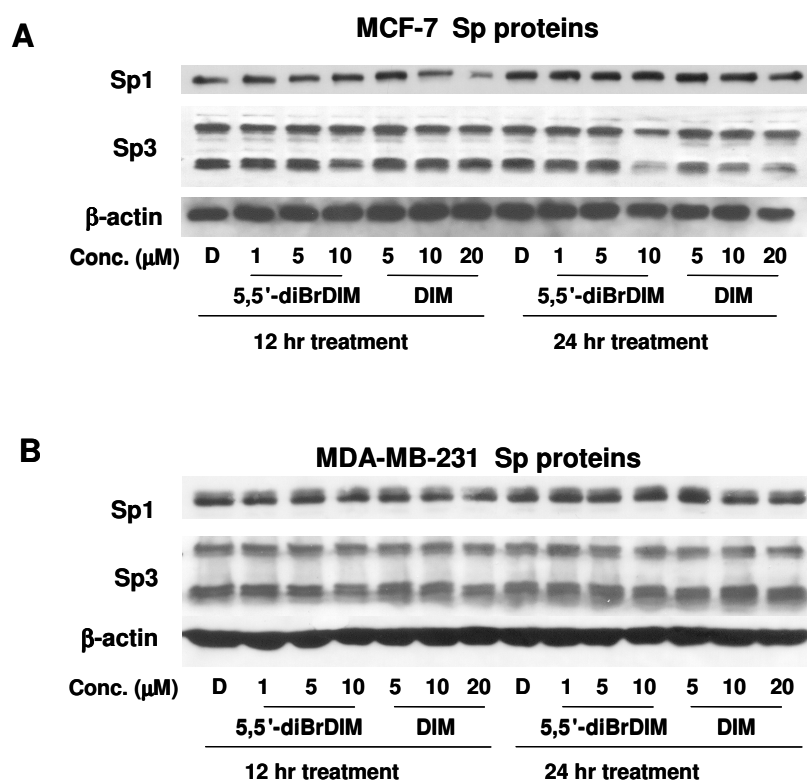 A
MCF-7 Sp proteins
Sp1
Sp3
β-actin
Conc. (μM) D 1 5 10 5 10 20 D 1 5 10 5 10 20
5,5'-diBrDIM DIM 5,5'-diBrDIM DIM
12 hr treatment 24 hr treatment
B
MDA-MB-231 Sp proteins
Sp1
Sp3
β-actin
Conc. (μM) D 1 5 10 5 10 20 D 1 5 10 5 10 20
5,5'-diBrDIM DIM 5,5'-diBrDIM DIM
12 hr treatment 24 hr treatment